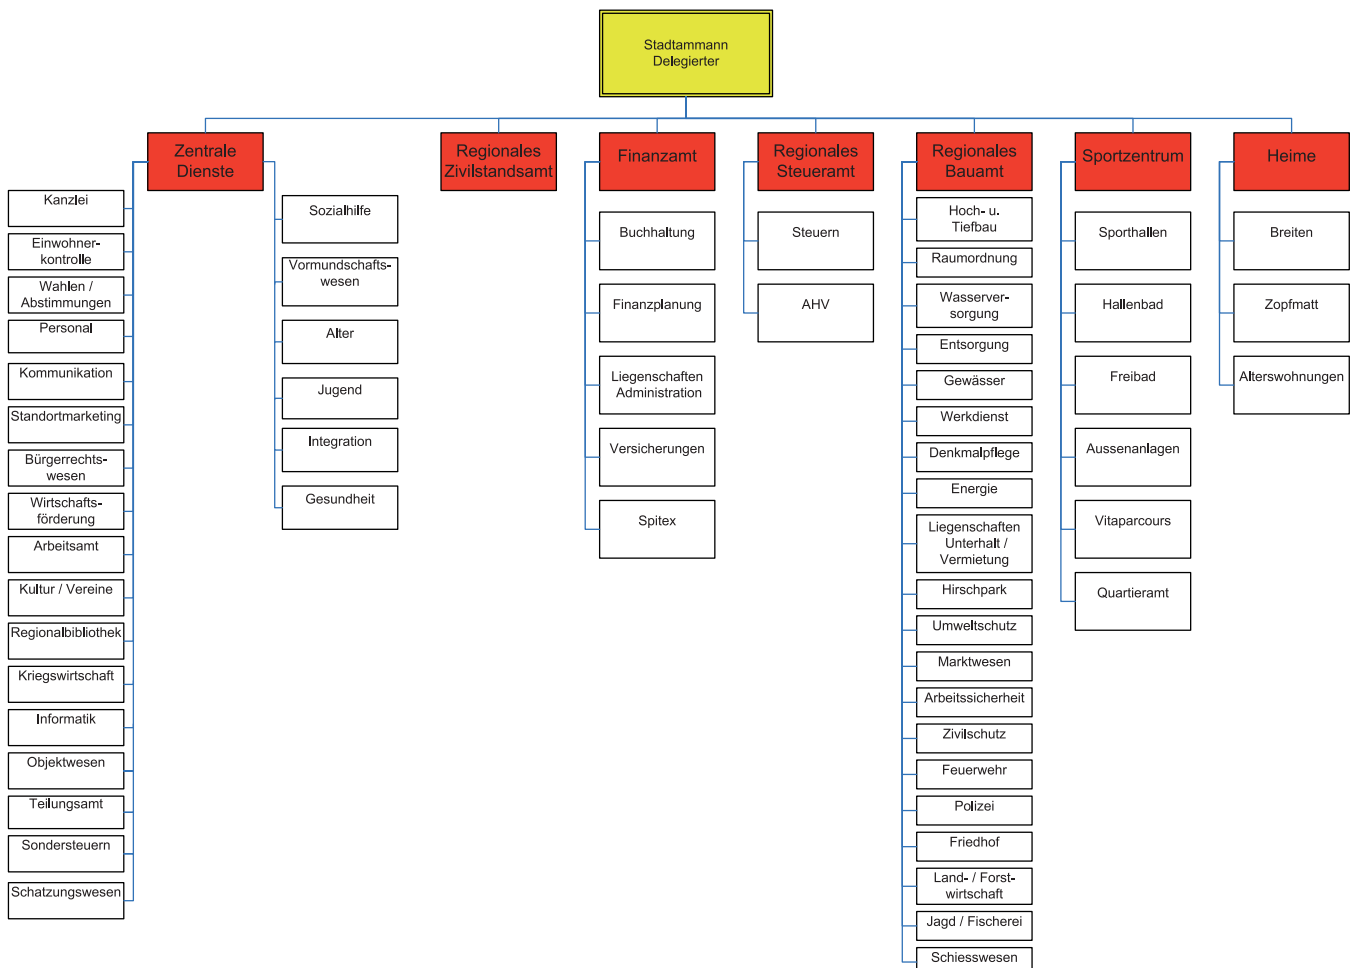 Stadtammann
Delegierter
Zentrale
Dienste
Regionales
Zivilstandsamt
Finanzamt
Regionales
Steueramt
Regionales
Bauamt
Sportzentrum
Heime
Kanzlei
Einwohner-
kontrolle
Wahlen /
Abstimmungen
Personal
Kommunikation
Standortmarketing
Bürgerrechts-
wesen
Wirtschafts-
förderung
Arbeitsamt
Kultur / Vereine
Regionalbibliothek
Kriegswirtschaft
Informatik
Objektwesen
Teilungsamt
Sondersteuern
Schatzungswesen
Sozialhilfe
Vormundschafts-
wesen
Alter
Jugend
Integration
Gesundheit
Buchhaltung
Finanzplanung
Liegenschaften
Administration
Versicherungen
Spitex
Steuern
AHV
Hoch- u.
Tiefbau
Raumordnung
Wasserver-
sorgung
Entsorgung
Gewässer
Werkdienst
Denkmalpflege
Energie
Liegenschaften
Unterhalt /
Vermietung
Hirschpark
Umweltschutz
Marktwesen
Arbeitssicherheit
Zivilschutz
Feuerwehr
Polizei
Friedhof
Land- / Forst-
wirtschaft
Jagd / Fischerei
Schiesswesen
Sporthallen
Hallenbad
Freibad
Aussenanlagen
Vitaparcours
Quartieramt
Breiten
Zopfmatt
Alterswohnungen